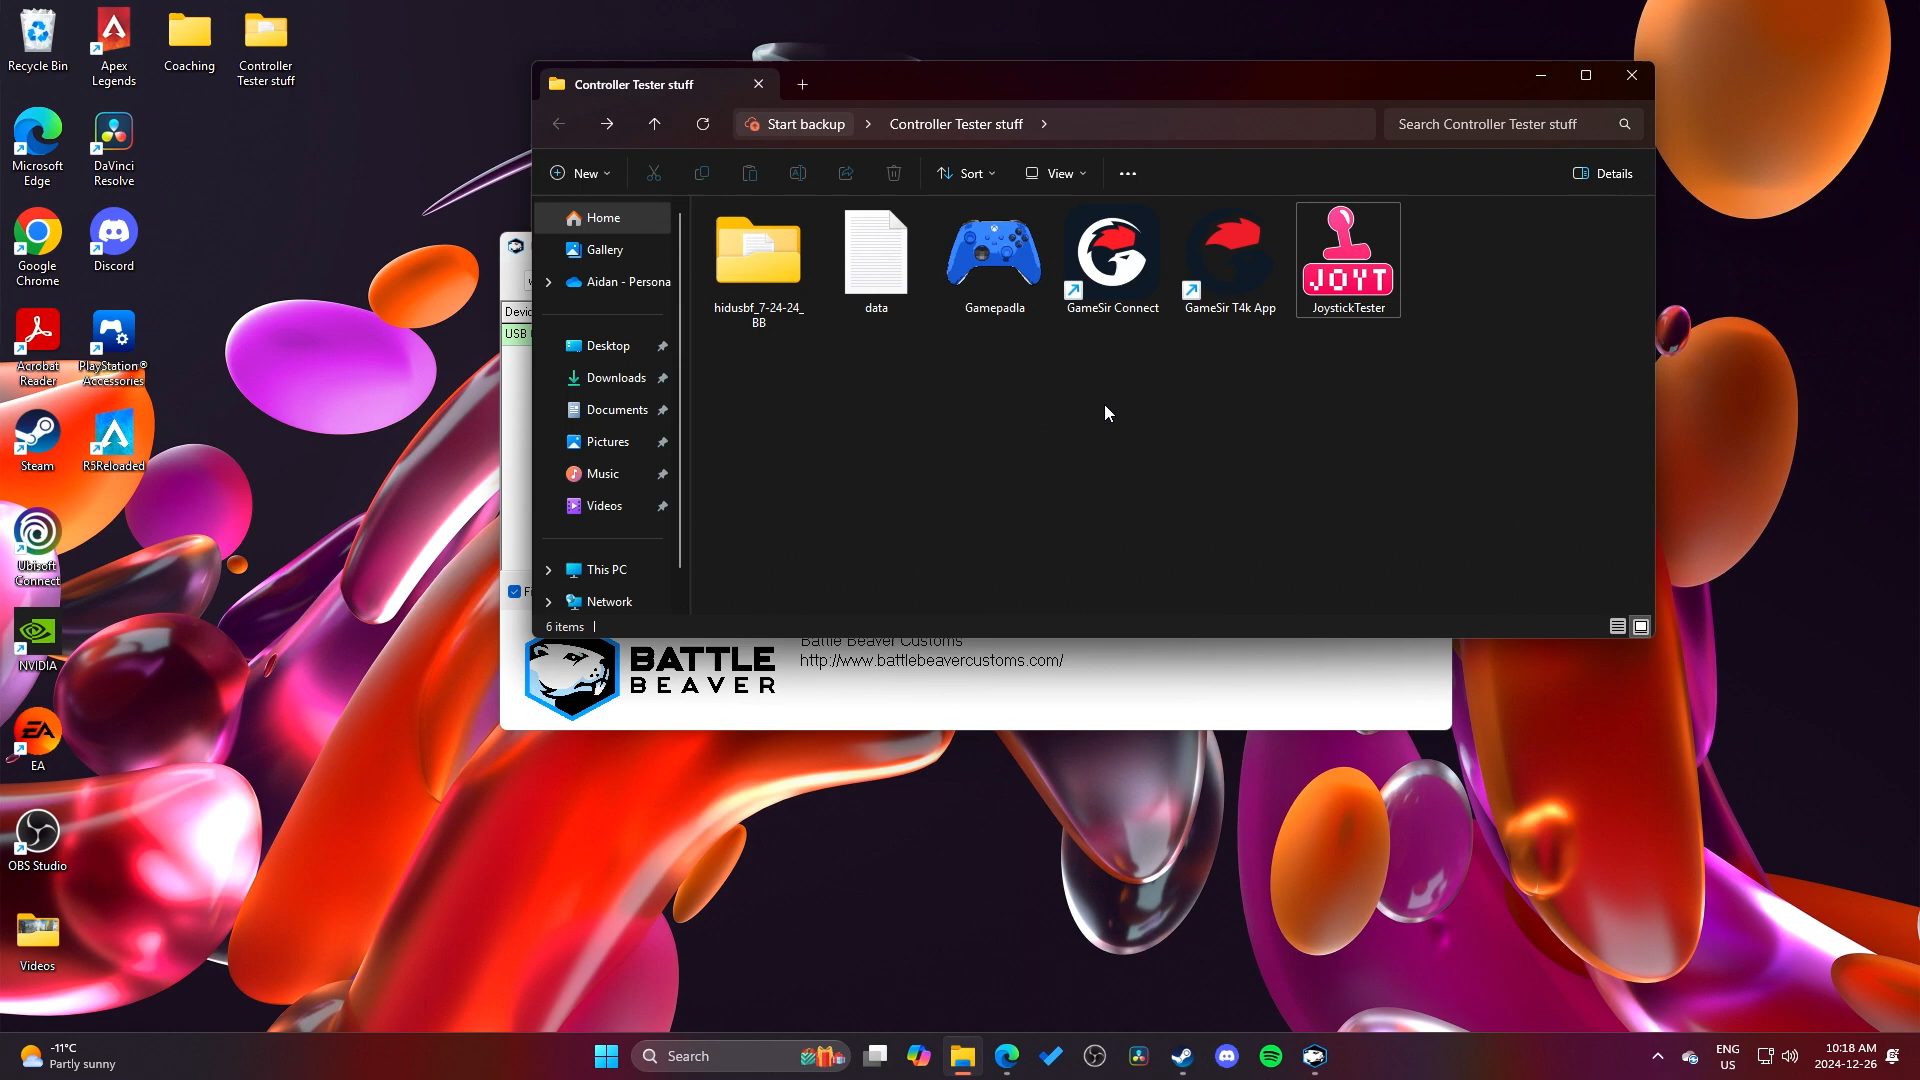 Recycle Bin
Apex
Legends
Coaching
Controller
Tester stuff
Microsoft
Edge
DaVinci
Resolve
Google
Chrome
Discord
Acrobat
Reader
PlayStation®
Accessories
Steam
R5Reloaded
Ubisoft
Connect
NVIDIA
EA
OBS Studio
Videos
Controller Tester stuff
Start backup
Controller Tester stuff
Search Controller Tester stuff
New
Sort
View
Details
Home
Gallery
Aidan - Persona
Desktop
Downloads
Documents
Pictures
Music
Videos
This PC
Network
6 items
hidusbf_7-24-24_
BB
data
Gamepadla
GameSir Connect
GameSir T4k App
JOYT
JoystickTester
Devic
USB
BATTLE
BEAVER
Battle Beaver Customs
http://www.battlebeavercustoms.com/
-11°C
Partly sunny
Search
ENG
US
10:18 AM
2024-12-26